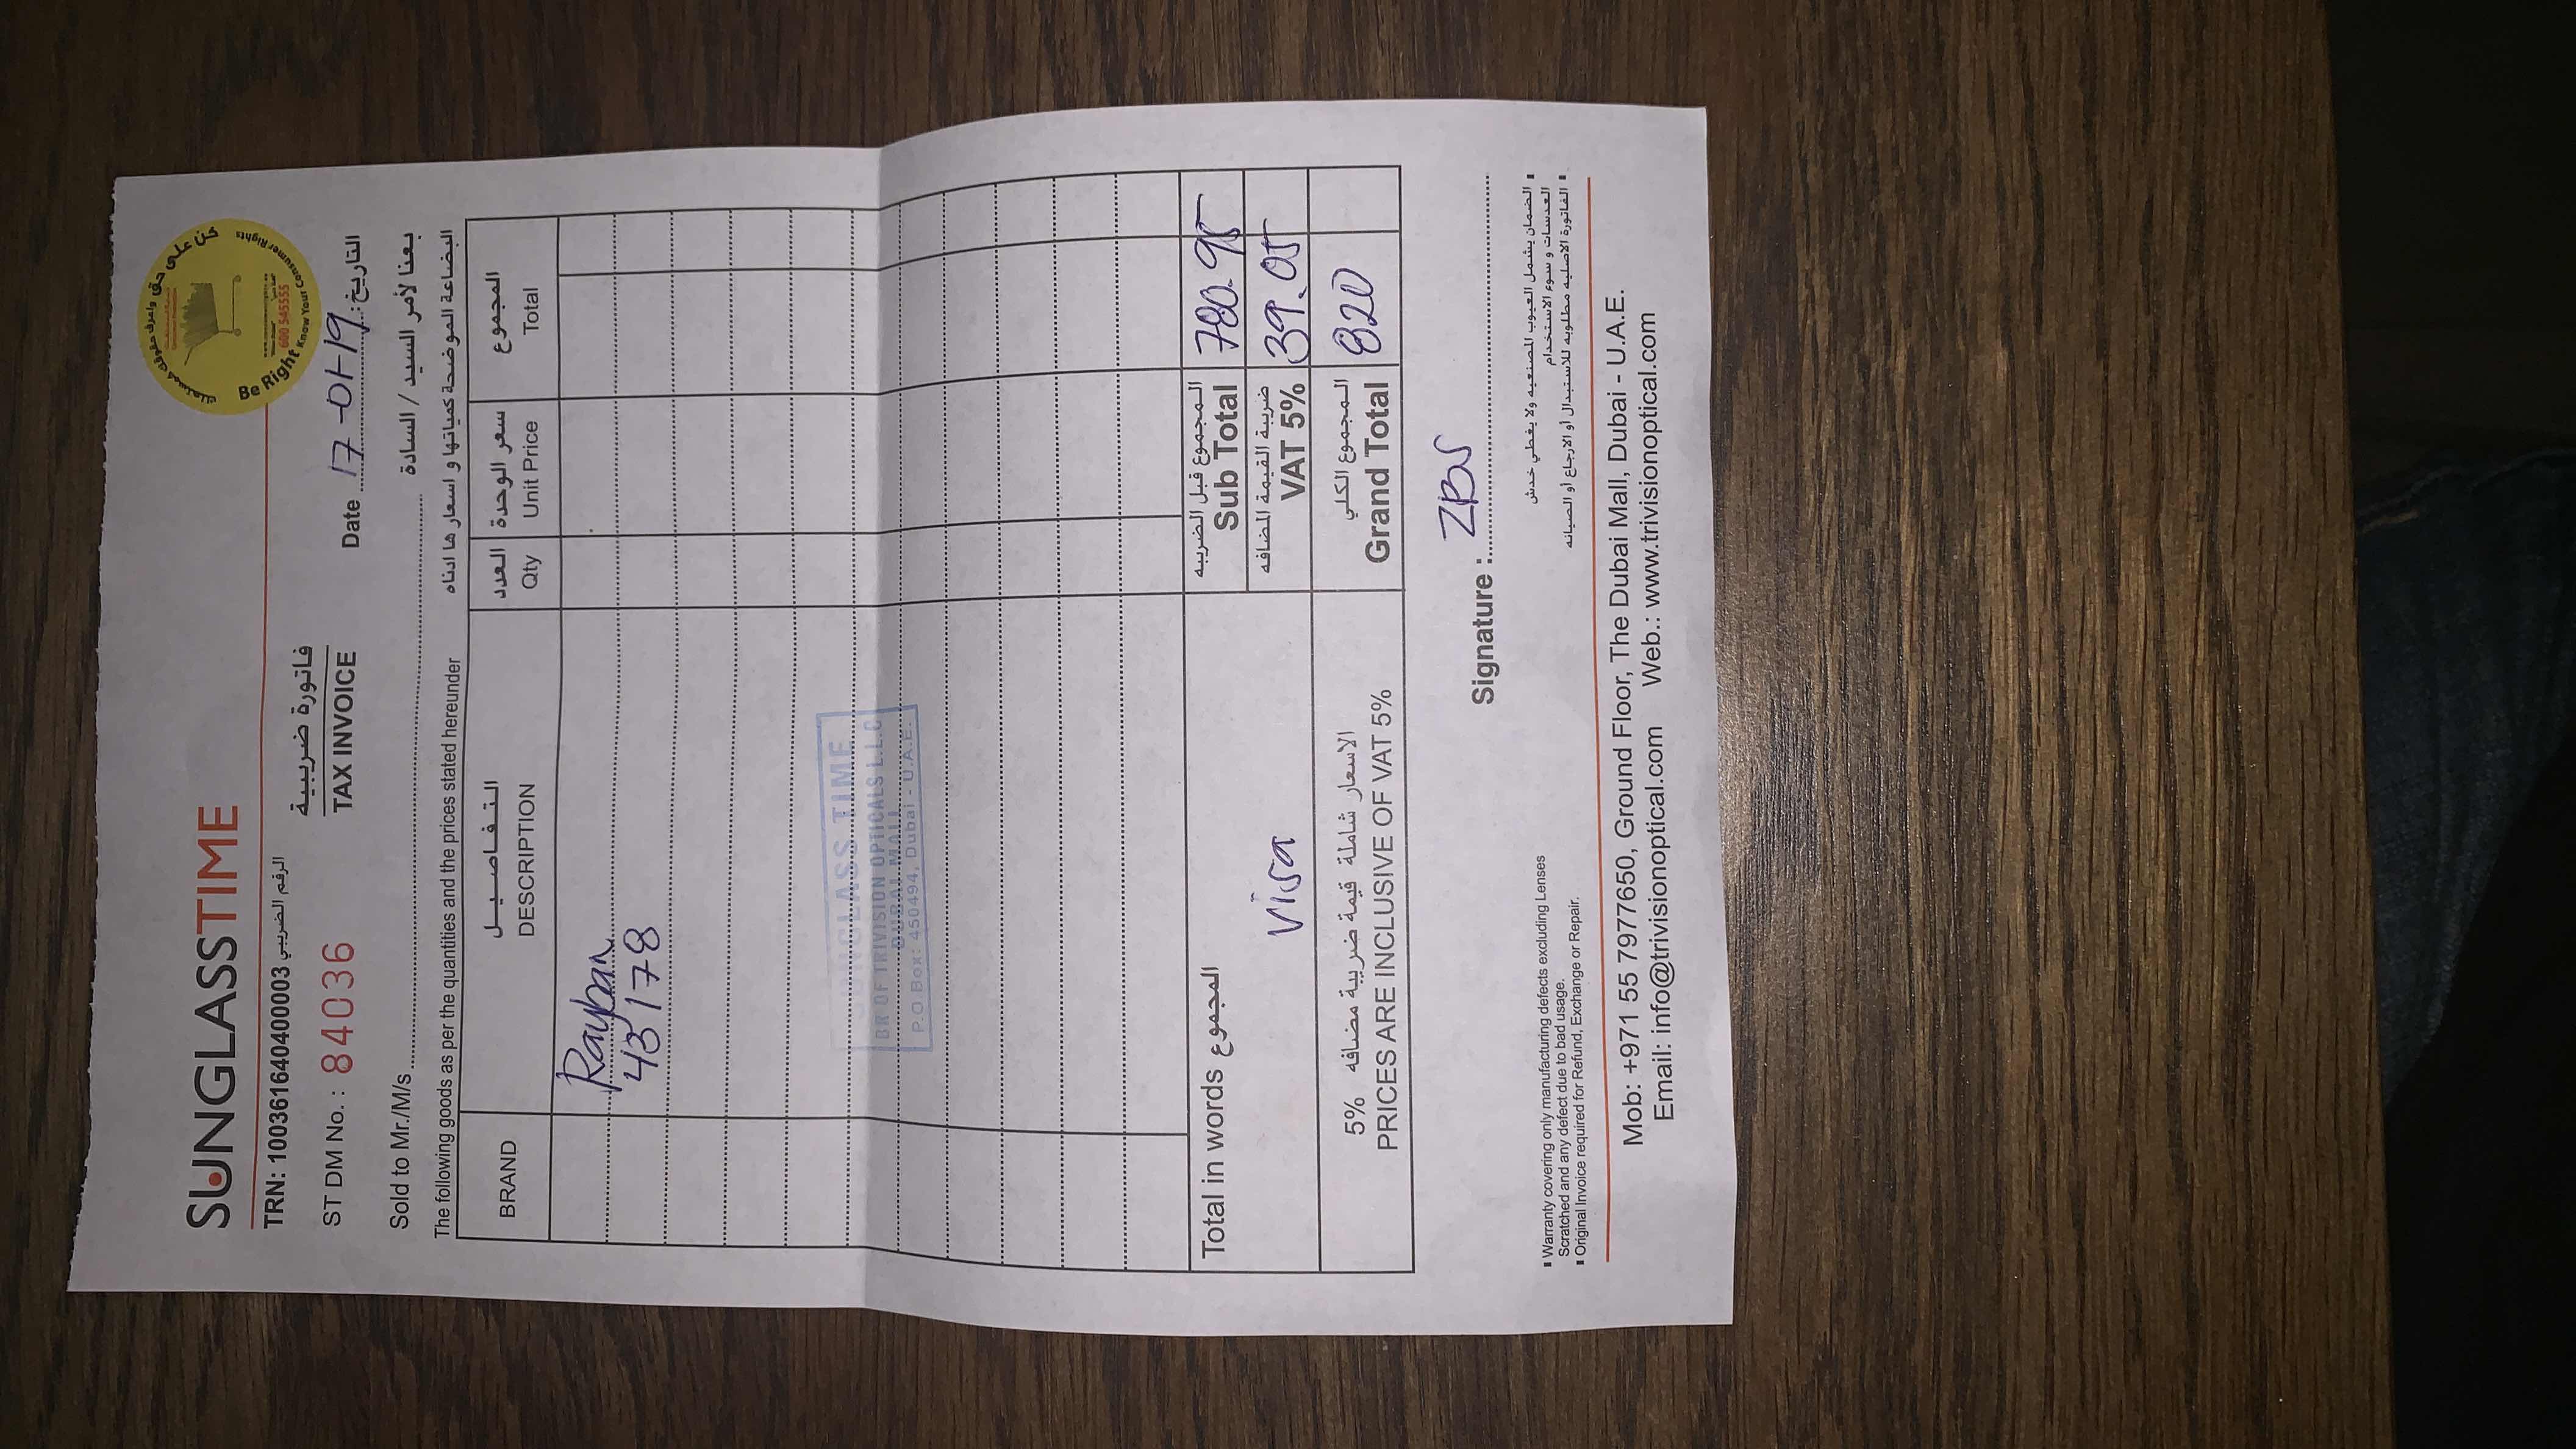 SUNGLASSTIME
كن على حق واعرف حقوقك كمستهلك
Be Right Know Your Consumer Rights
600 545555
TRN: 100361640400003 الرقم الضريبي
فاتورة ضريبية
TAX INVOICE
ST DM No. : 84036
Date 17-01-19 التاريخ:
Sold to Mr./M/s بعنا لأمر السيد / السادة
The following goods as per the quantities and the prices stated hereunder البضاعة الموضحة كمياتها و اسعار ها ادناه
BRAND التفاصيل العدد سعر الوحدة المجموع
DESCRIPTION Qty Unit Price Total
Rayban
43178
SUNGLASS TIME
BR OF TRIVISION OPTICALS L.L.C
DUBAI MALL
P.O.Box: 450494, Dubai - U.A.E.
Total in words المجموع
visa
المجموع قبل الضريبه
Sub Total 780.95
ضريبة القيمة المضافه
VAT 5% 39.05
الاسعار شاملة قيمة ضريبة مضافه 5%
PRICES ARE INCLUSIVE OF VAT 5%
المجموع الكلي
Grand Total 820
Signature : ZBS
Warranty covering only manufacturing defects excluding Lenses
Scratched and any defect due to bad usage.
Original Invoice required for Refund, Exchange or Repair.
الضمان يشمل العيوب المصنعيه ولا يغطي خدش
العدسات و سوء الاستخدام
الفاتورة الاصليه مطلوبه للاستبدال أو الارجاع أو الصيانه
Mob: +971 55 7977650, Ground Floor, The Dubai Mall, Dubai - U.A.E.
Email: info@trivisionoptical.com Web.: www.trivisionoptical.com